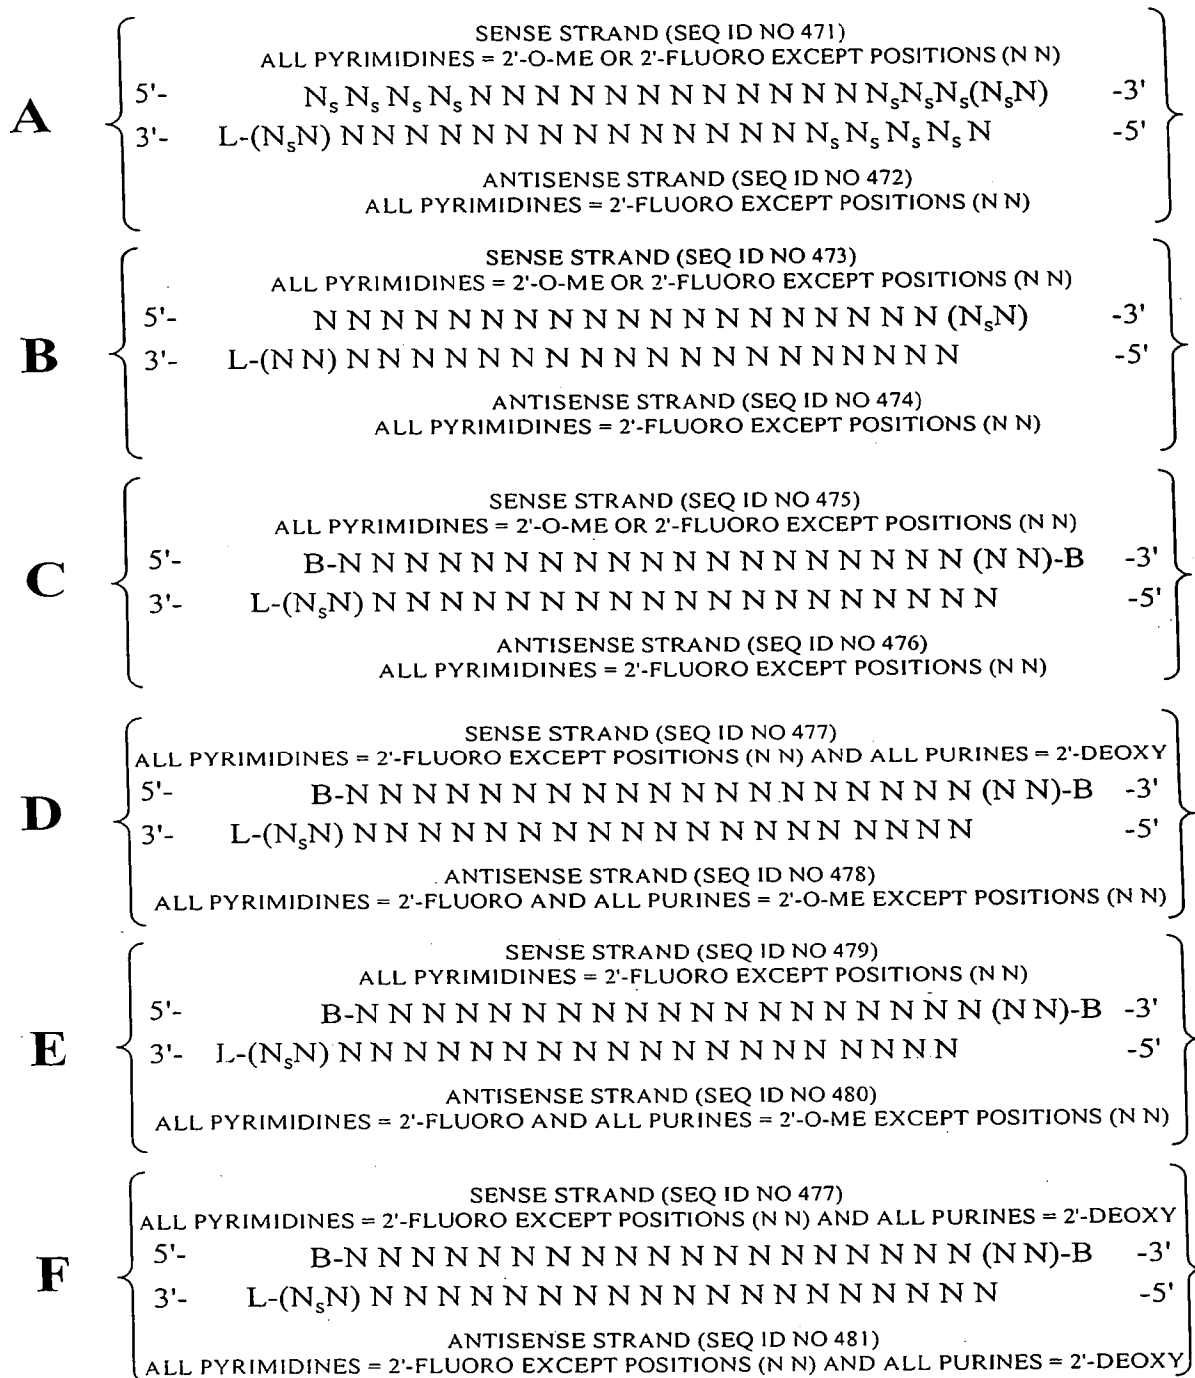 SENSE STRAND (SEQ ID NO 471)
ALL PYRIMIDINES = 2'-O-ME OR 2'-FLUORO EXCEPT POSITIONS (N N)
A
5'- NₛNₛNₛNₛN N N N N N N N N N N N NₛNₛNₛ(NₛN) -3'
3'- L-(NₛN) N N N N N N N N N N N N N N NₛNₛNₛNₛN -5'
ANTISENSE STRAND (SEQ ID NO 472)
ALL PYRIMIDINES = 2'-FLUORO EXCEPT POSITIONS (N N)
SENSE STRAND (SEQ ID NO 473)
ALL PYRIMIDINES = 2'-O-ME OR 2'-FLUORO EXCEPT POSITIONS (N N)
B
5'- N N N N N N N N N N N N N N N N N N N (NₛN) -3'
3'- L-(N N) N N N N N N N N N N N N N N N N N N N -5'
ANTISENSE STRAND (SEQ ID NO 474)
ALL PYRIMIDINES = 2'-FLUORO EXCEPT POSITIONS (N N)
SENSE STRAND (SEQ ID NO 475)
ALL PYRIMIDINES = 2'-O-ME OR 2'-FLUORO EXCEPT POSITIONS (N N)
C
5'- B-N N N N N N N N N N N N N N N N N N N (N N)-B -3'
3'- L-(NₛN) N N N N N N N N N N N N N N N N N N N -5'
ANTISENSE STRAND (SEQ ID NO 476)
ALL PYRIMIDINES = 2'-FLUORO EXCEPT POSITIONS (N N)
SENSE STRAND (SEQ ID NO 477)
ALL PYRIMIDINES = 2'-FLUORO EXCEPT POSITIONS (N N) AND ALL PURINES = 2'-DEOXY
D
5'- B-N N N N N N N N N N N N N N N N N N N (N N)-B -3'
3'- L-(NₛN) N N N N N N N N N N N N N N N N N N N -5'
ANTISENSE STRAND (SEQ ID NO 478)
ALL PYRIMIDINES = 2'-FLUORO AND ALL PURINES = 2'-O-ME EXCEPT POSITIONS (N N)
SENSE STRAND (SEQ ID NO 479)
ALL PYRIMIDINES = 2'-FLUORO EXCEPT POSITIONS (N N)
E
5'- B-N N N N N N N N N N N N N N N N N N N (N N)-B -3'
3'- L-(NₛN) N N N N N N N N N N N N N N N N N N N -5'
ANTISENSE STRAND (SEQ ID NO 480)
ALL PYRIMIDINES = 2'-FLUORO AND ALL PURINES = 2'-O-ME EXCEPT POSITIONS (N N)
SENSE STRAND (SEQ ID NO 477)
ALL PYRIMIDINES = 2'-FLUORO EXCEPT POSITIONS (N N) AND ALL PURINES = 2'-DEOXY
F
5'- B-N N N N N N N N N N N N N N N N N N N (N N)-B -3'
3'- L-(NₛN) N N N N N N N N N N N N N N N N N N N -5'
ANTISENSE STRAND (SEQ ID NO 481)
ALL PYRIMIDINES = 2'-FLUORO EXCEPT POSITIONS (N N) AND ALL PURINES = 2'-DEOXY